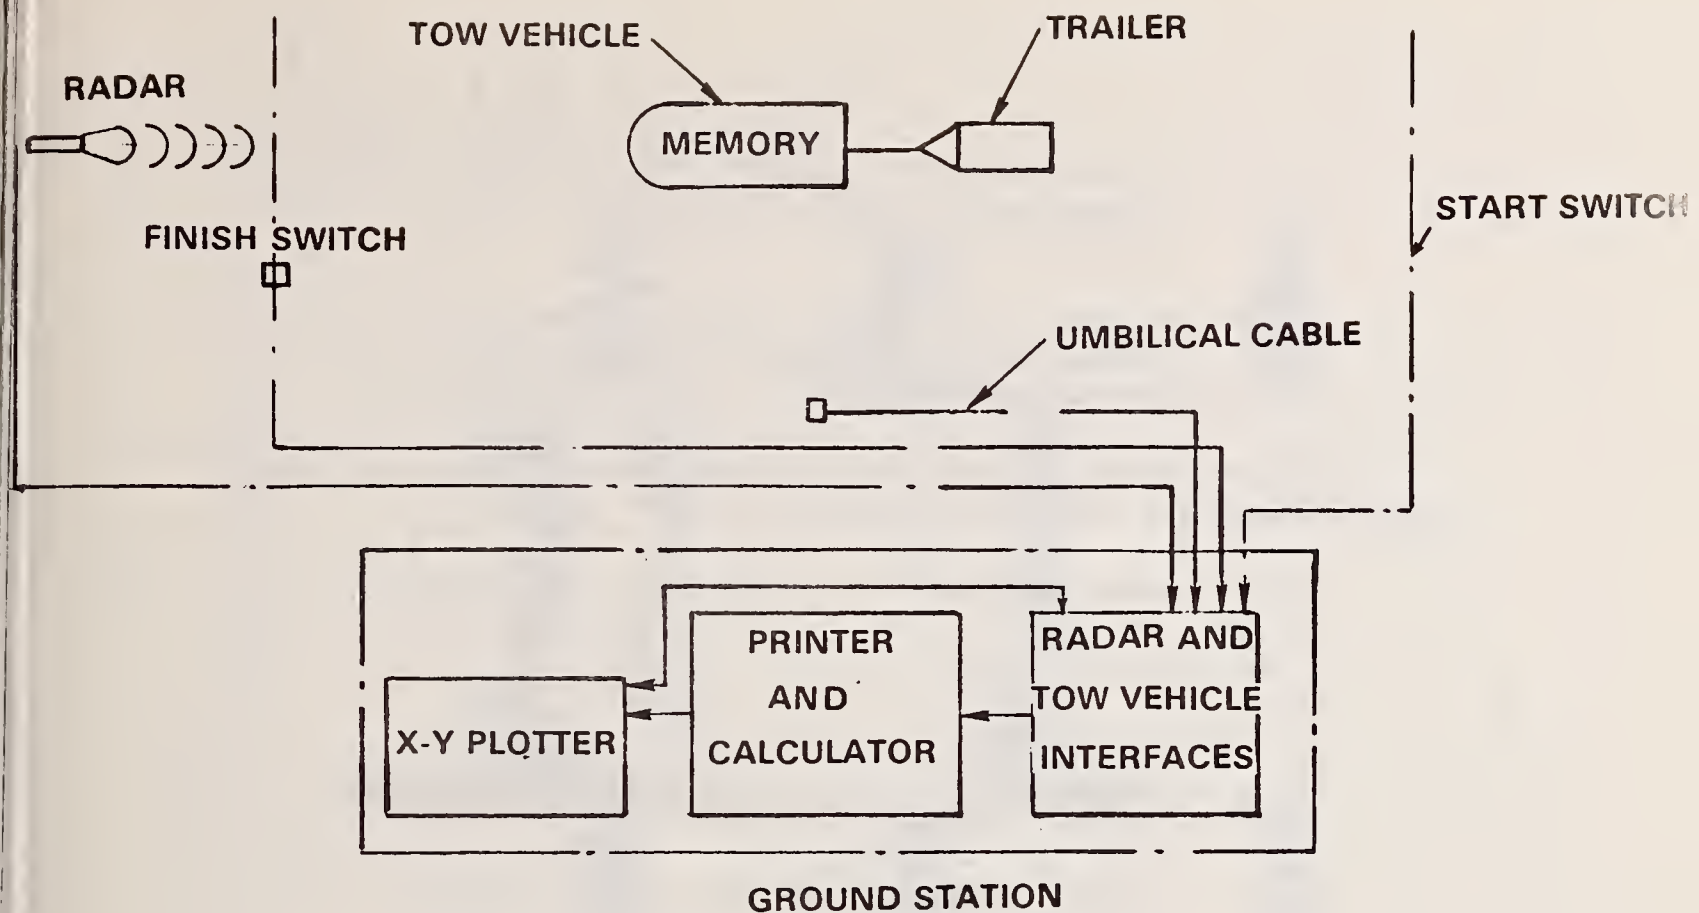 TOW VEHICLE
TRAILER
RADAR
MEMORY
START SWITCH
FINISH SWITCH
UMBILICAL CABLE
PRINTER
AND
CALCULATOR
RADAR AND
TOW VEHICLE
INTERFACES
X-Y PLOTTER
GROUND STATION